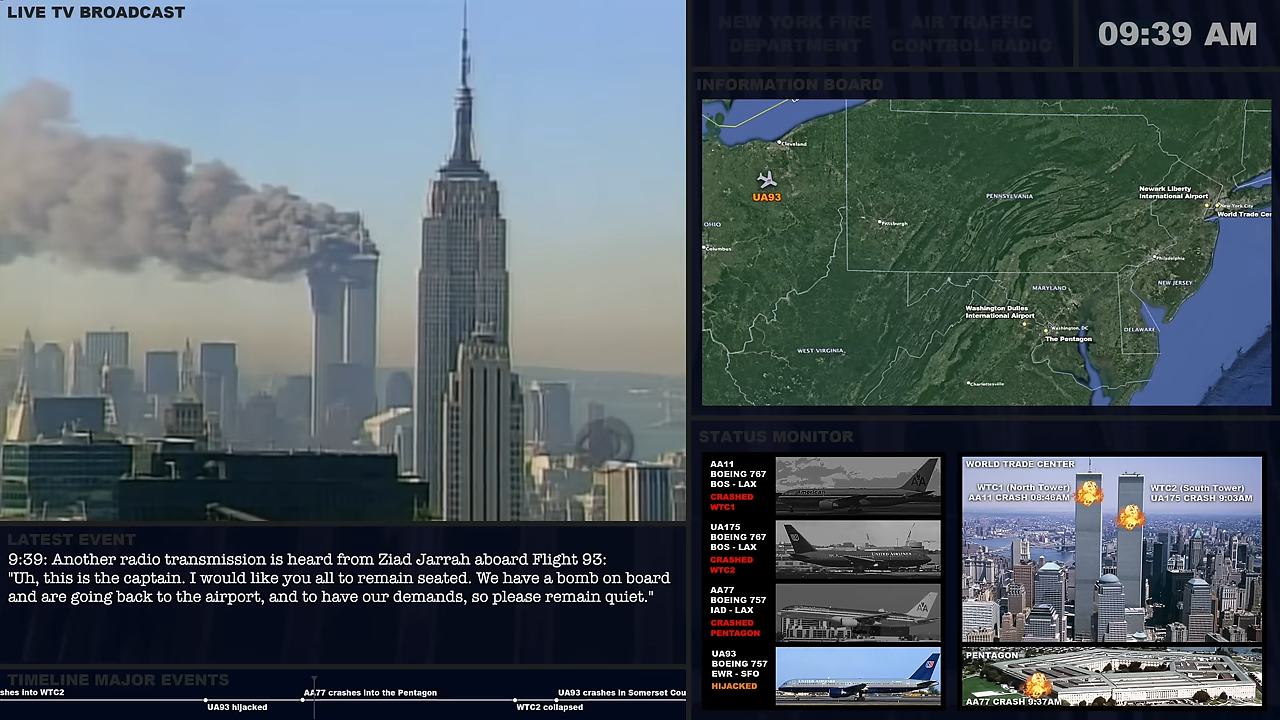 LIVE TV BROADCAST
NEW YORK FIRE
DEPARTMENT
AIR TRAFFIC
CONTROL RADIO
09:39 AM
INFORMATION BOARD
Cleveland
UA93
OHIO
Columbus
Pittsburgh
PENNSYLVANIA
Newark Liberty
International Airport
New York City
World Trade Cen
Philadelphia
NEW JERSEY
MARYLAND
Washington Dulles
International Airport
Washington, DC
The Pentagon
DELAWARE
WEST VIRGINIA
Charlottesville
LATEST EVENT
9:39: Another radio transmission is heard from Ziad Jarrah aboard Flight 93:
"Uh, this is the captain. I would like you all to remain seated. We have a bomb on board
and are going back to the airport, and to have our demands, so please remain quiet."
TIMELINE MAJOR EVENTS
shes into WTC2
UA93 hijacked
AA77 crashes into the Pentagon
WTC2 collapsed
UA93 crashes in Somerset Cou
STATUS MONITOR
AA11
BOEING 767
BOS - LAX
CRASHED
WTC1
American
UA175
BOEING 767
BOS - LAX
CRASHED
WTC2
UNITED AIRLINES
AA77
BOEING 757
IAD - LAX
CRASHED
PENTAGON
UA93
BOEING 757
EWR - SFO
HIJACKED
UNITED AIRLINES
WORLD TRADE CENTER
WTC1 (North Tower)
AA11 CRASH 08:46AM
WTC2 (South Tower)
UA175 CRASH 9:03AM
PENTAGON
AA77 CRASH 9:37AM